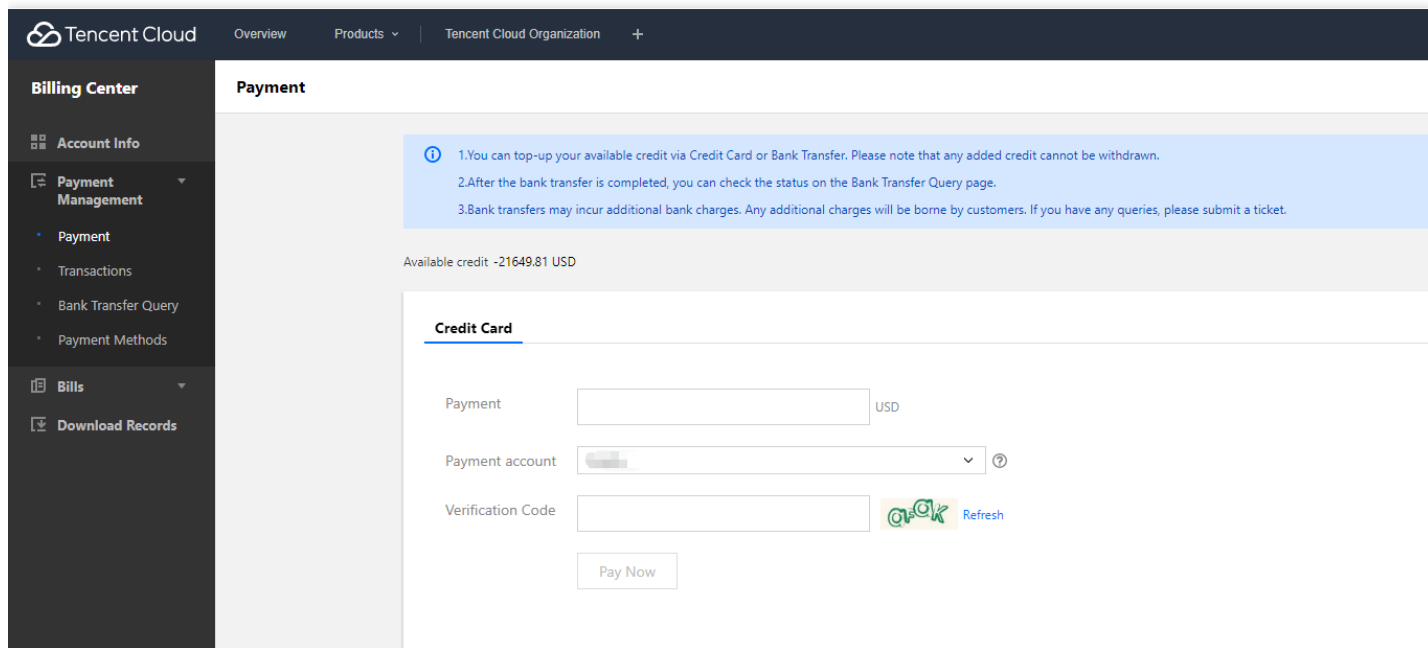 Tencent Cloud
Overview
Products
Tencent Cloud Organization
+
Billing Center
Payment
Account Info
Payment Management
Payment
Transactions
Bank Transfer Query
Payment Methods
Bills
Download Records
1.You can top-up your available credit via Credit Card or Bank Transfer. Please note that any added credit cannot be withdrawn.
2.After the bank transfer is completed, you can check the status on the Bank Transfer Query page.
3.Bank transfers may incur additional bank charges. Any additional charges will be borne by customers. If you have any queries, please submit a ticket.
Available credit -21649.81 USD
Credit Card
Payment
USD
Payment account
Verification Code
Refresh
Pay Now